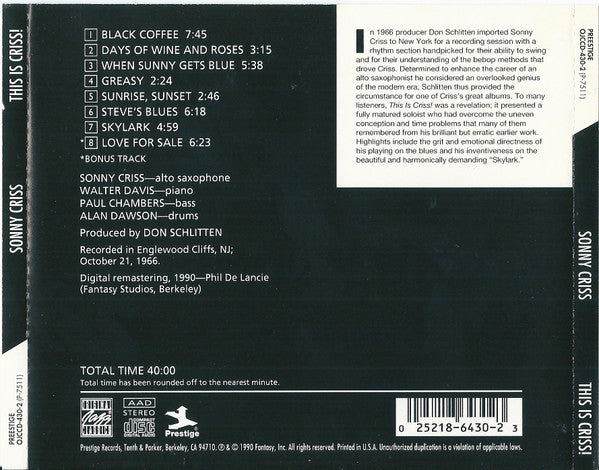 THIS IS CRISS!
SONNY CRISS
PRESTIGE
OJCCD-430-2 (P-7511)
1 BLACK COFFEE 7:45
2 DAYS OF WINE AND ROSES 3:15
3 WHEN SUNNY GETS BLUE 5:38
4 GREASY 2:24
5 SUNRISE, SUNSET 2:46
6 STEVE'S BLUES 6:18
7 SKYLARK 4:59
*8 LOVE FOR SALE 6:23
*BONUS TRACK
SONNY CRISS—alto saxophone
WALTER DAVIS—piano
PAUL CHAMBERS—bass
ALAN DAWSON—drums
Produced by DON SCHLITTEN
Recorded in Englewood Cliffs, NJ;
October 21, 1966.
Digital remastering, 1990—Phil De Lancie
(Fantasy Studios, Berkeley)
In 1966 producer Don Schlitten imported Sonny
Criss to New York for a recording session with a
rhythm section handpicked for their ability to swing
and for their understanding of the bebop methods that
drove Criss. Determined to enhance the career of an
alto saxophonist he considered an overlooked genius
of the modern era, Schlitten thus provided the
circumstance for one of Criss's great albums. To many
listeners, This Is Criss! was a revelation; it presented a
fully matured soloist who had overcome the uneven
conception and time problems that many of them
remembered from his brilliant but erratic earlier work.
Highlights include the grit and emotional directness of
his playing on the blues and his inventiveness on the
beautiful and harmonically demanding "Skylark."
TOTAL TIME 40:00
Total time has been rounded off to the nearest minute.
ORIGINAL
Jazz
CLASSICS
AAD
STEREO
COMPACT
disc
DIGITAL AUDIO
Prestige
0 25218-6430-2 3
Prestige Records, Tenth & Parker, Berkeley, CA 94710. ℗ & © 1990 Fantasy, Inc. All rights reserved. Printed in U.S.A. Unauthorized duplication is a violation of applicable laws.
PRESTIGE
OJCCD-430-2 (P-7511)
SONNY CRISS
THIS IS CRISS!